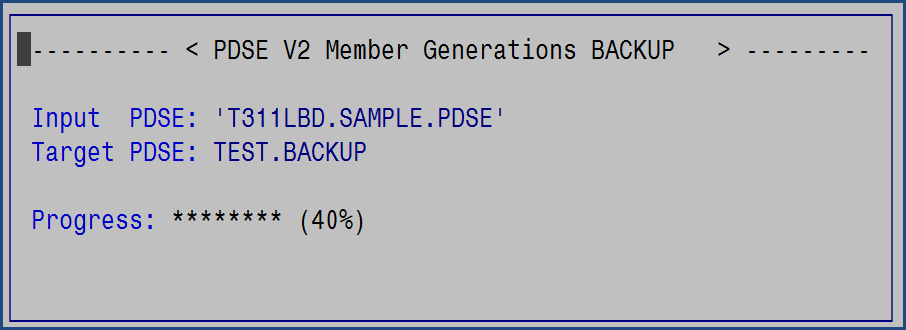 ---------- < PDSE V2 Member Generations BACKUP > ---------
Input PDSE: 'T311LBD.SAMPLE.PDSE'
Target PDSE: TEST.BACKUP
Progress: ******** (40%)